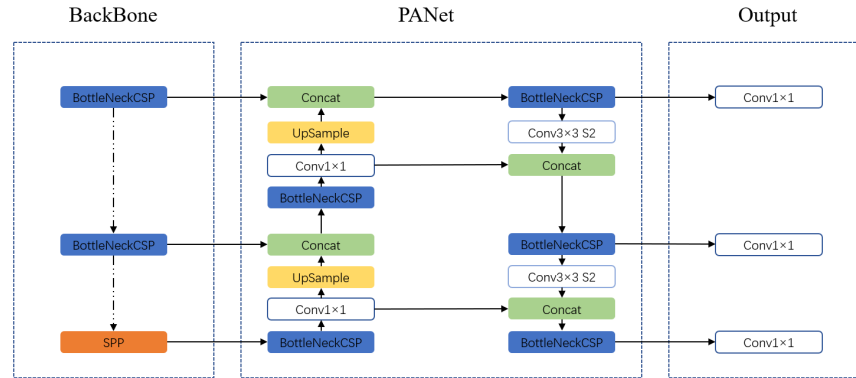 BackBone
PANet
Output
BottleNeckCSP
Concat
BottleNeckCSP
Conv1×1
UpSample
Conv3×3 S2
Conv1×1
Concat
BottleNeckCSP
BottleNeckCSP
Concat
BottleNeckCSP
Conv1×1
UpSample
Conv3×3 S2
Conv1×1
Concat
SPP
BottleNeckCSP
BottleNeckCSP
Conv1×1